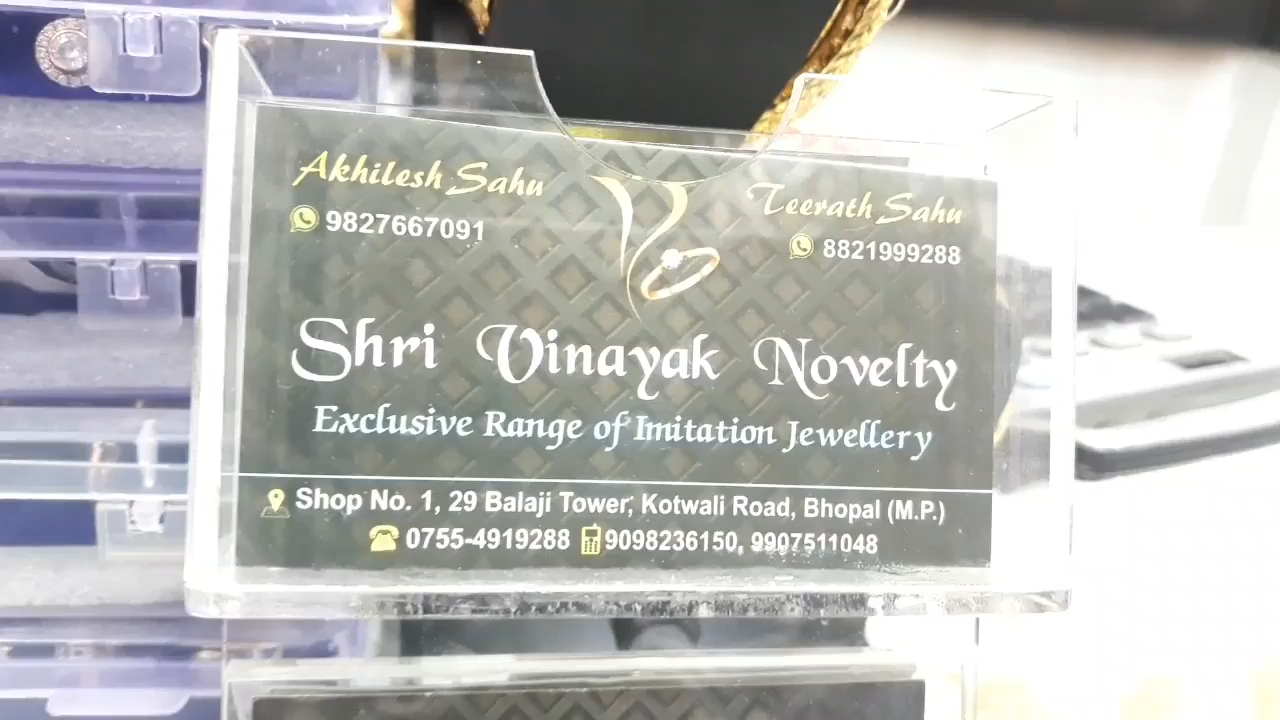 Akhilesh Sahu
9827667091
Teerath Sahu
8821999288
Shri Vinayak Novelty
Exclusive Range of Imitation Jewellery
Shop No. 1, 29 Balaji Tower, Kotwali Road, Bhopal (M.P.)
0755-4919288 9098236150, 9907511048